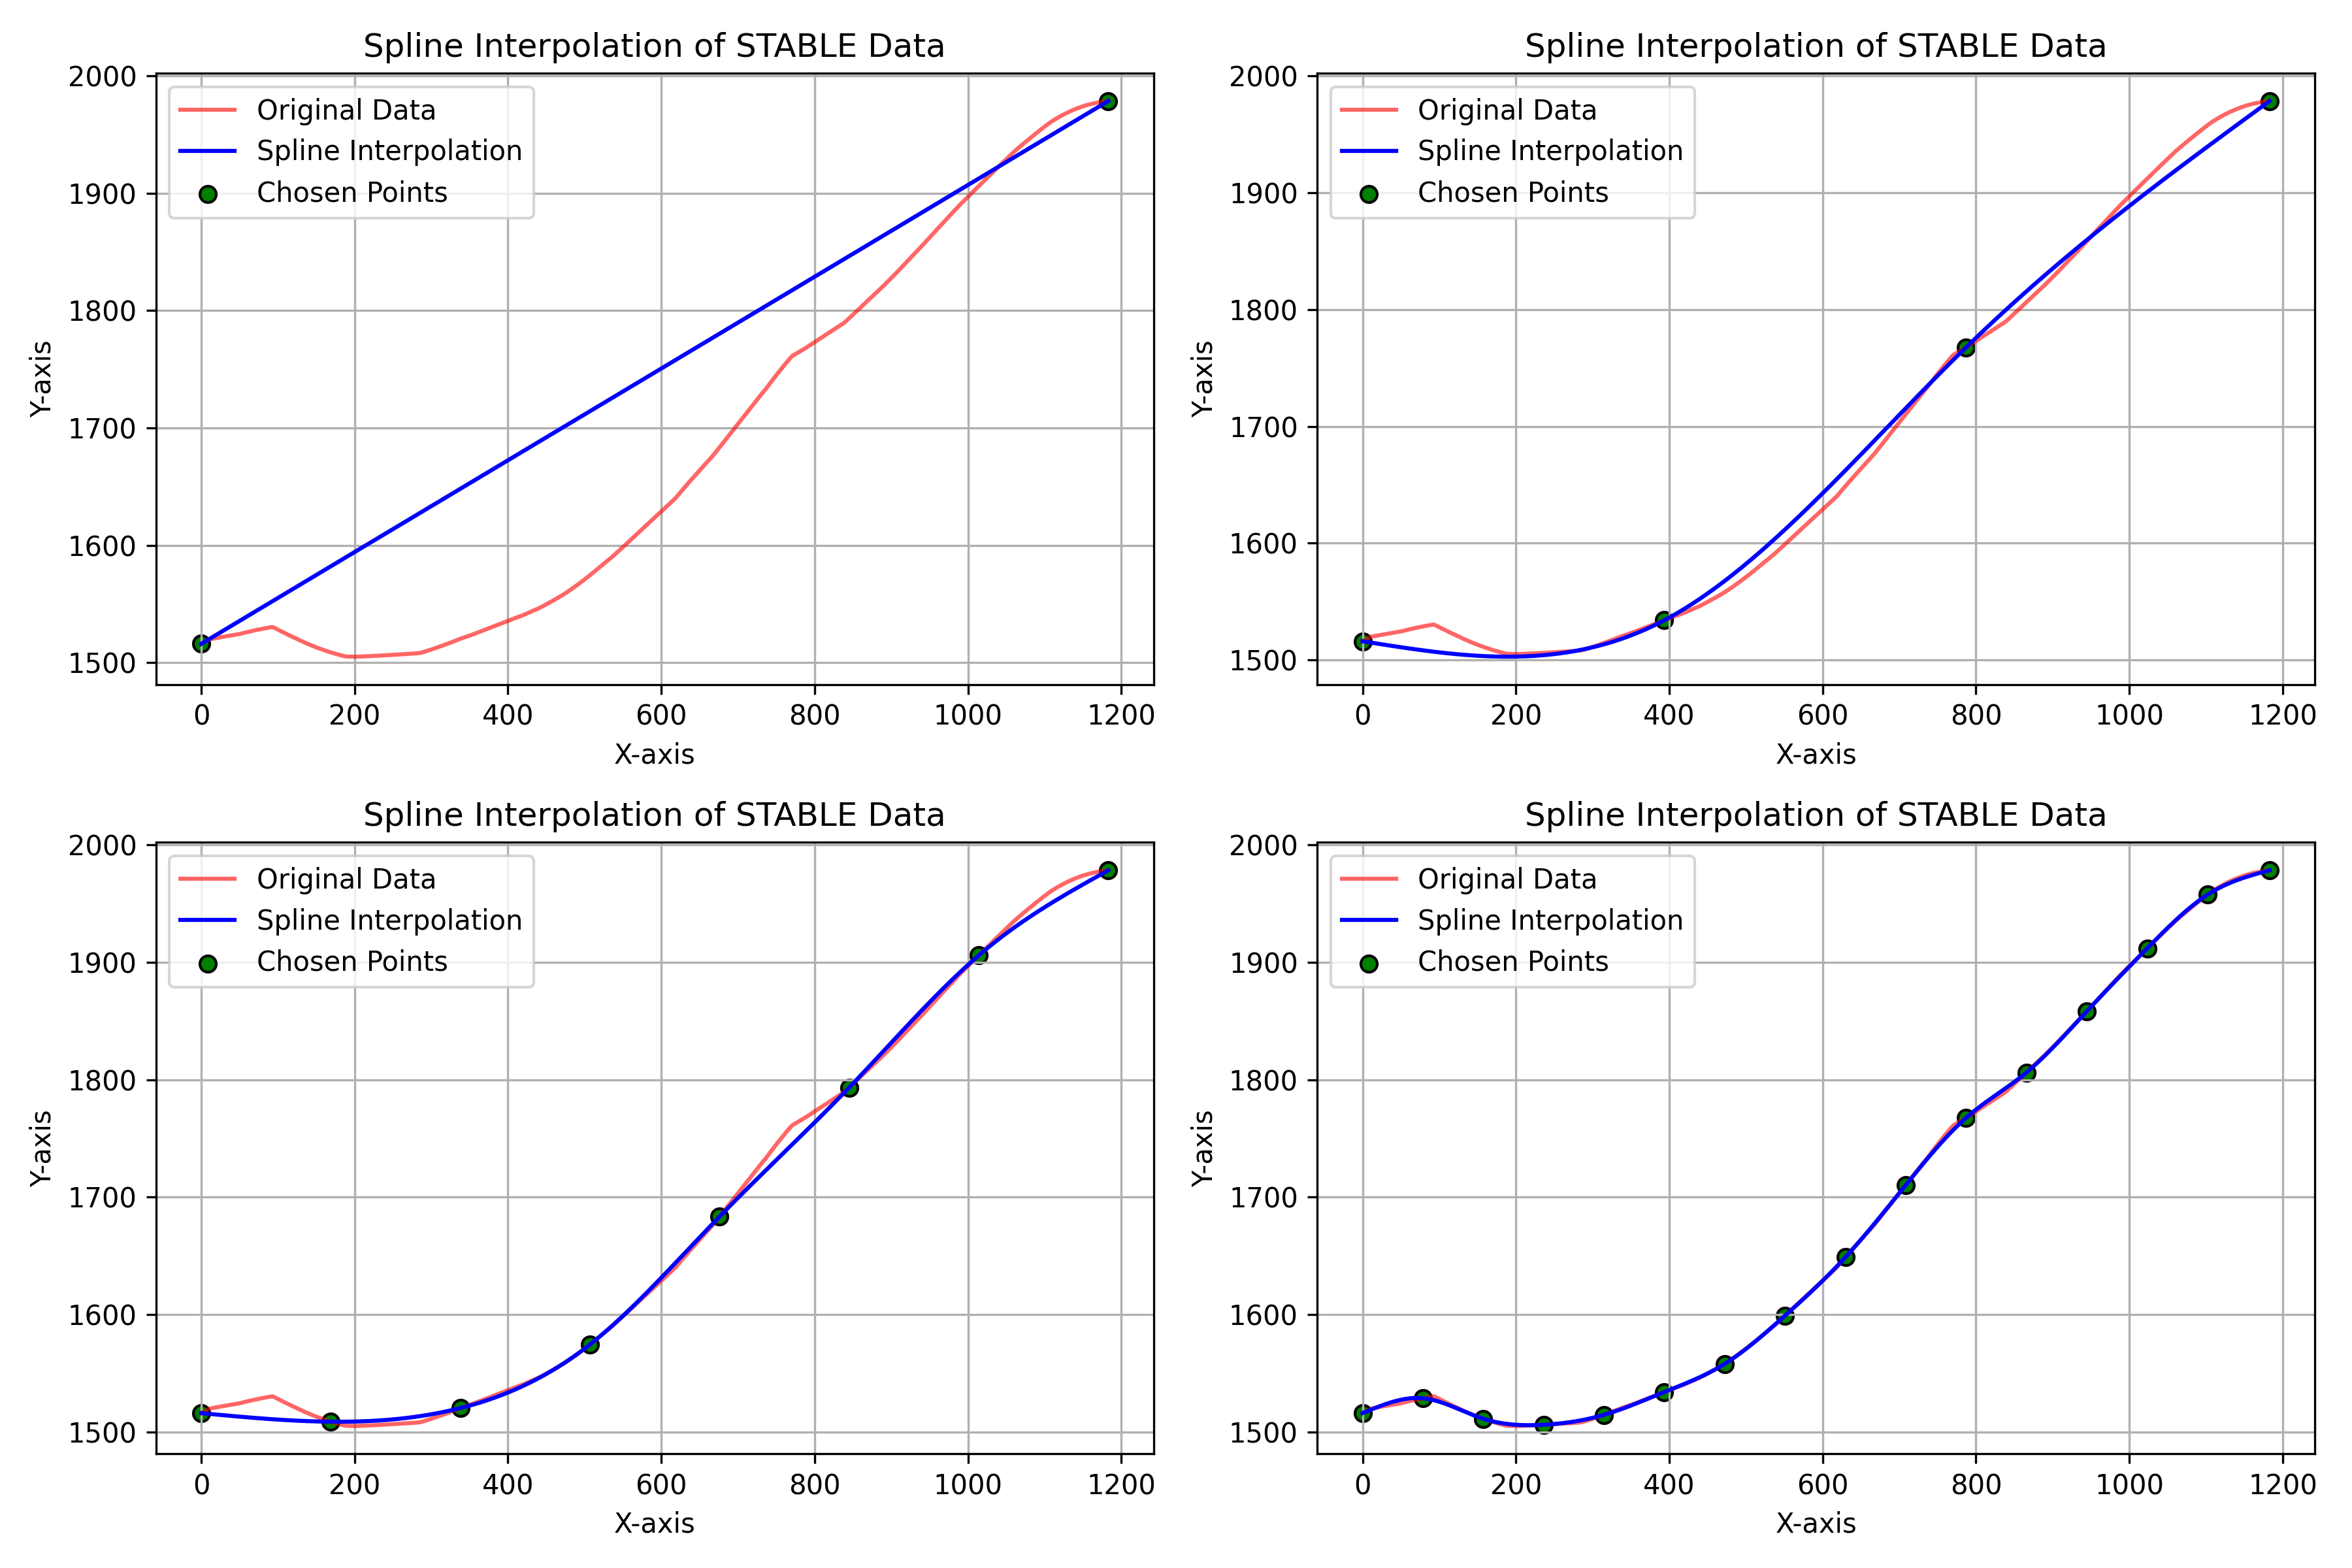 Spline Interpolation of STABLE Data
2000
1900
1800
1700
1600
1500
Y-axis
Original Data
Spline Interpolation
Chosen Points
0 200 400 600 800 1000 1200
X-axis
Spline Interpolation of STABLE Data
2000
1900
1800
1700
1600
1500
Y-axis
Original Data
Spline Interpolation
Chosen Points
0 200 400 600 800 1000 1200
X-axis
Spline Interpolation of STABLE Data
2000
1900
1800
1700
1600
1500
Y-axis
Original Data
Spline Interpolation
Chosen Points
0 200 400 600 800 1000 1200
X-axis
Spline Interpolation of STABLE Data
2000
1900
1800
1700
1600
1500
Y-axis
Original Data
Spline Interpolation
Chosen Points
0 200 400 600 800 1000 1200
X-axis